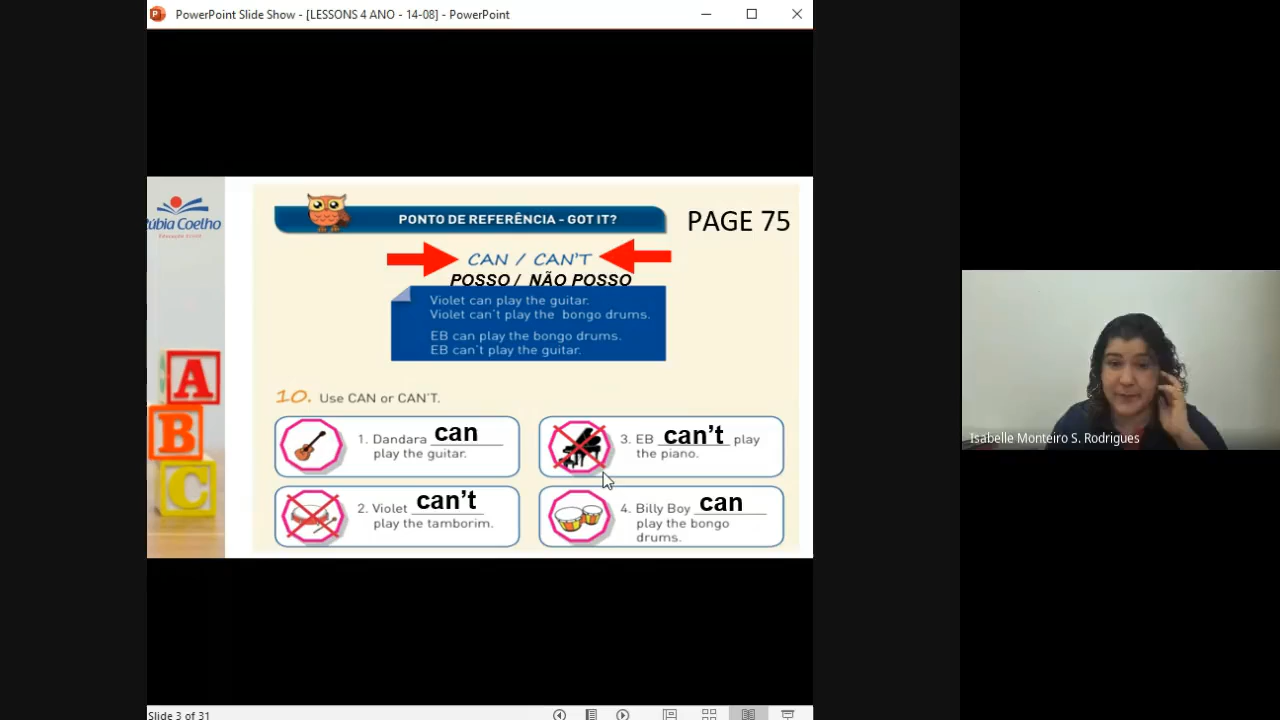 PowerPoint Slide Show - [LESSONS 4 ANO - 14-08] - PowerPoint
Rúbia Coelho
PONTO DE REFERÊNCIA - GOT IT?
PAGE 75
CAN / CAN'T
POSSO / NÃO POSSO
Violet can play the guitar.
Violet can't play the bongo drums.
EB can play the bongo drums.
EB can't play the guitar.
10. Use CAN or CAN'T.
1. Dandara can
play the guitar.
2. Violet can't
play the tamborim.
3. EB can't play
the piano.
4. Billy Boy can
play the bongo
drums.
A
B
C
Isabelle Monteiro S. Rodrigues
Slide 3 of 31